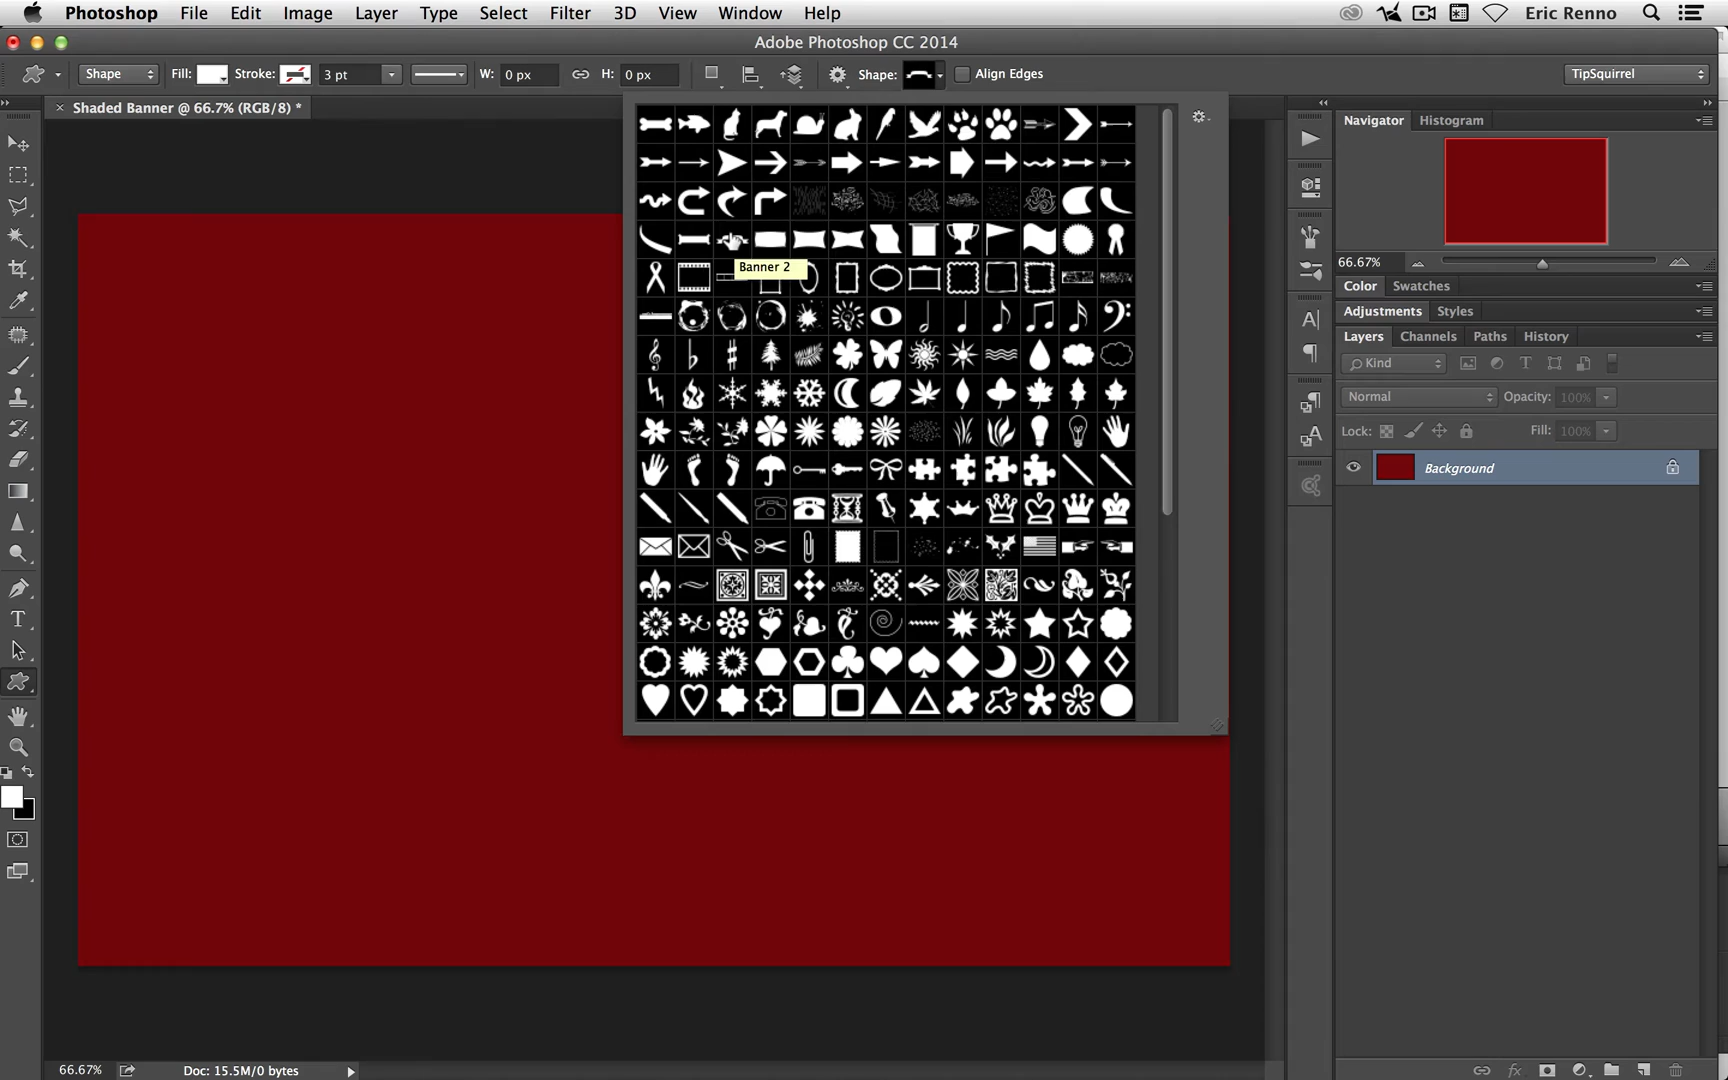 Photoshop File Edit Image Layer Type Select Filter 3D View Window Help Eric Renno
Adobe Photoshop CC 2014
Shape Fill: Stroke: 3 pt W: 0 px H: 0 px Shape: Align Edges TipSquirrel
× Shaded Banner @ 66.7% (RGB/8) *
Navigator Histogram
Banner 2
66.67%
Color Swatches
Adjustments Styles
Layers Channels Paths History
Kind
Normal Opacity: 100%
Lock: Fill: 100%
Background
66.67% Doc: 15.5M/0 bytes